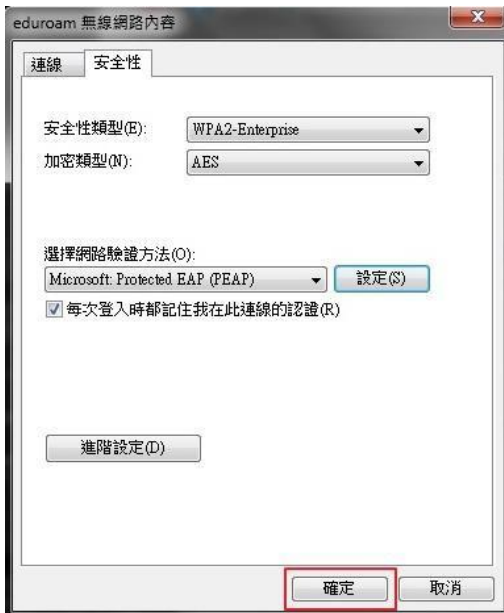 eduroam 無線網路內容
連線 安全性
安全性類型(E): WPA2-Enterprise
加密類型(N): AES
選擇網路驗證方法(O):
Microsoft: Protected EAP (PEAP) 設定(S)
每次登入時都記住我在此連線的認證(R)
進階設定(D)
確定 取消